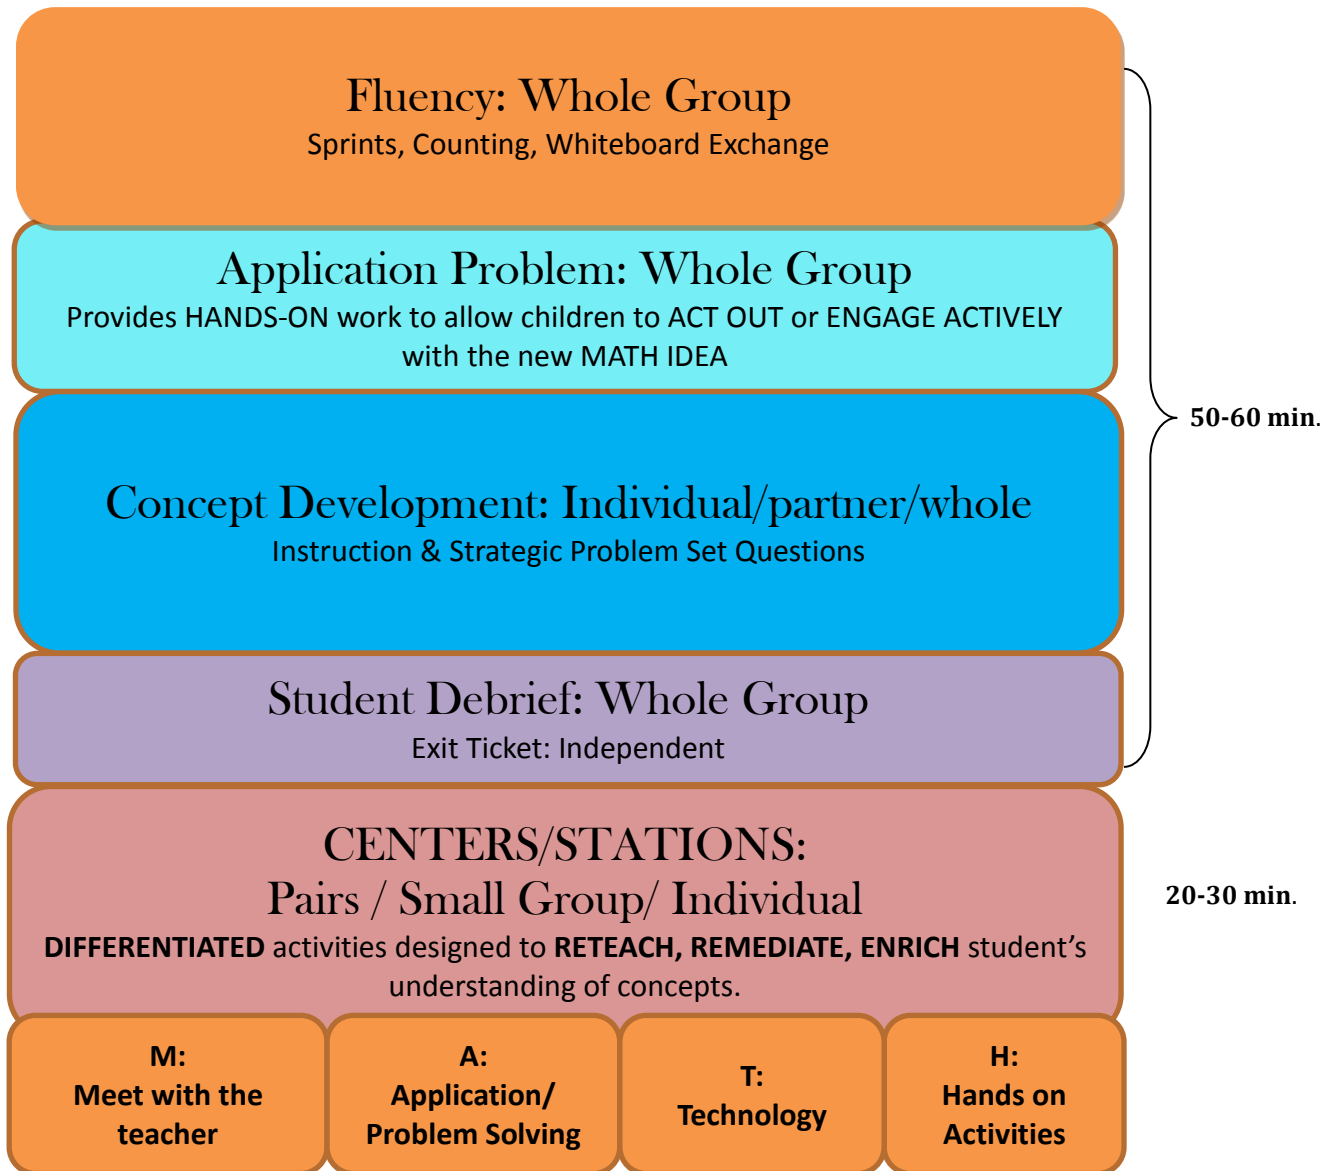 Fluency: Whole Group
Sprints, Counting, Whiteboard Exchange
Application Problem: Whole Group
Provides HANDS-ON work to allow children to ACT OUT or ENGAGE ACTIVELY
with the new MATH IDEA
50-60 min.
Concept Development: Individual/partner/whole
Instruction & Strategic Problem Set Questions
Student Debrief: Whole Group
Exit Ticket: Independent
CENTERS/STATIONS:
Pairs / Small Group/ Individual
20-30 min.
DIFFERENTIATED activities designed to RETEACH, REMEDIATE, ENRICH student’s
understanding of concepts.
M:
Meet with the
teacher
A:
Application/
Problem Solving
T:
Technology
H:
Hands on
Activities